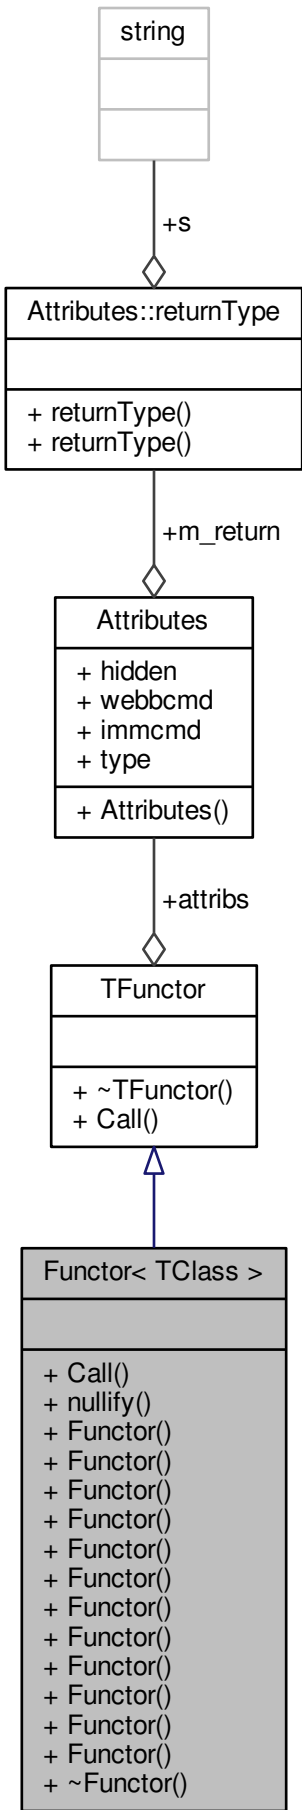 string
+s
Attributes::returnType
+ returnType()
+ returnType()
+m_return
Attributes
+ hidden
+ webbcmd
+ immcmd
+ type
+ Attributes()
+attribs
TFunctor
+ ~TFunctor()
+ Call()
Functor< TClass >
+ Call()
+ nullify()
+ Functor()
+ Functor()
+ Functor()
+ Functor()
+ Functor()
+ Functor()
+ Functor()
+ Functor()
+ Functor()
+ Functor()
+ Functor()
+ Functor()
+ ~Functor()